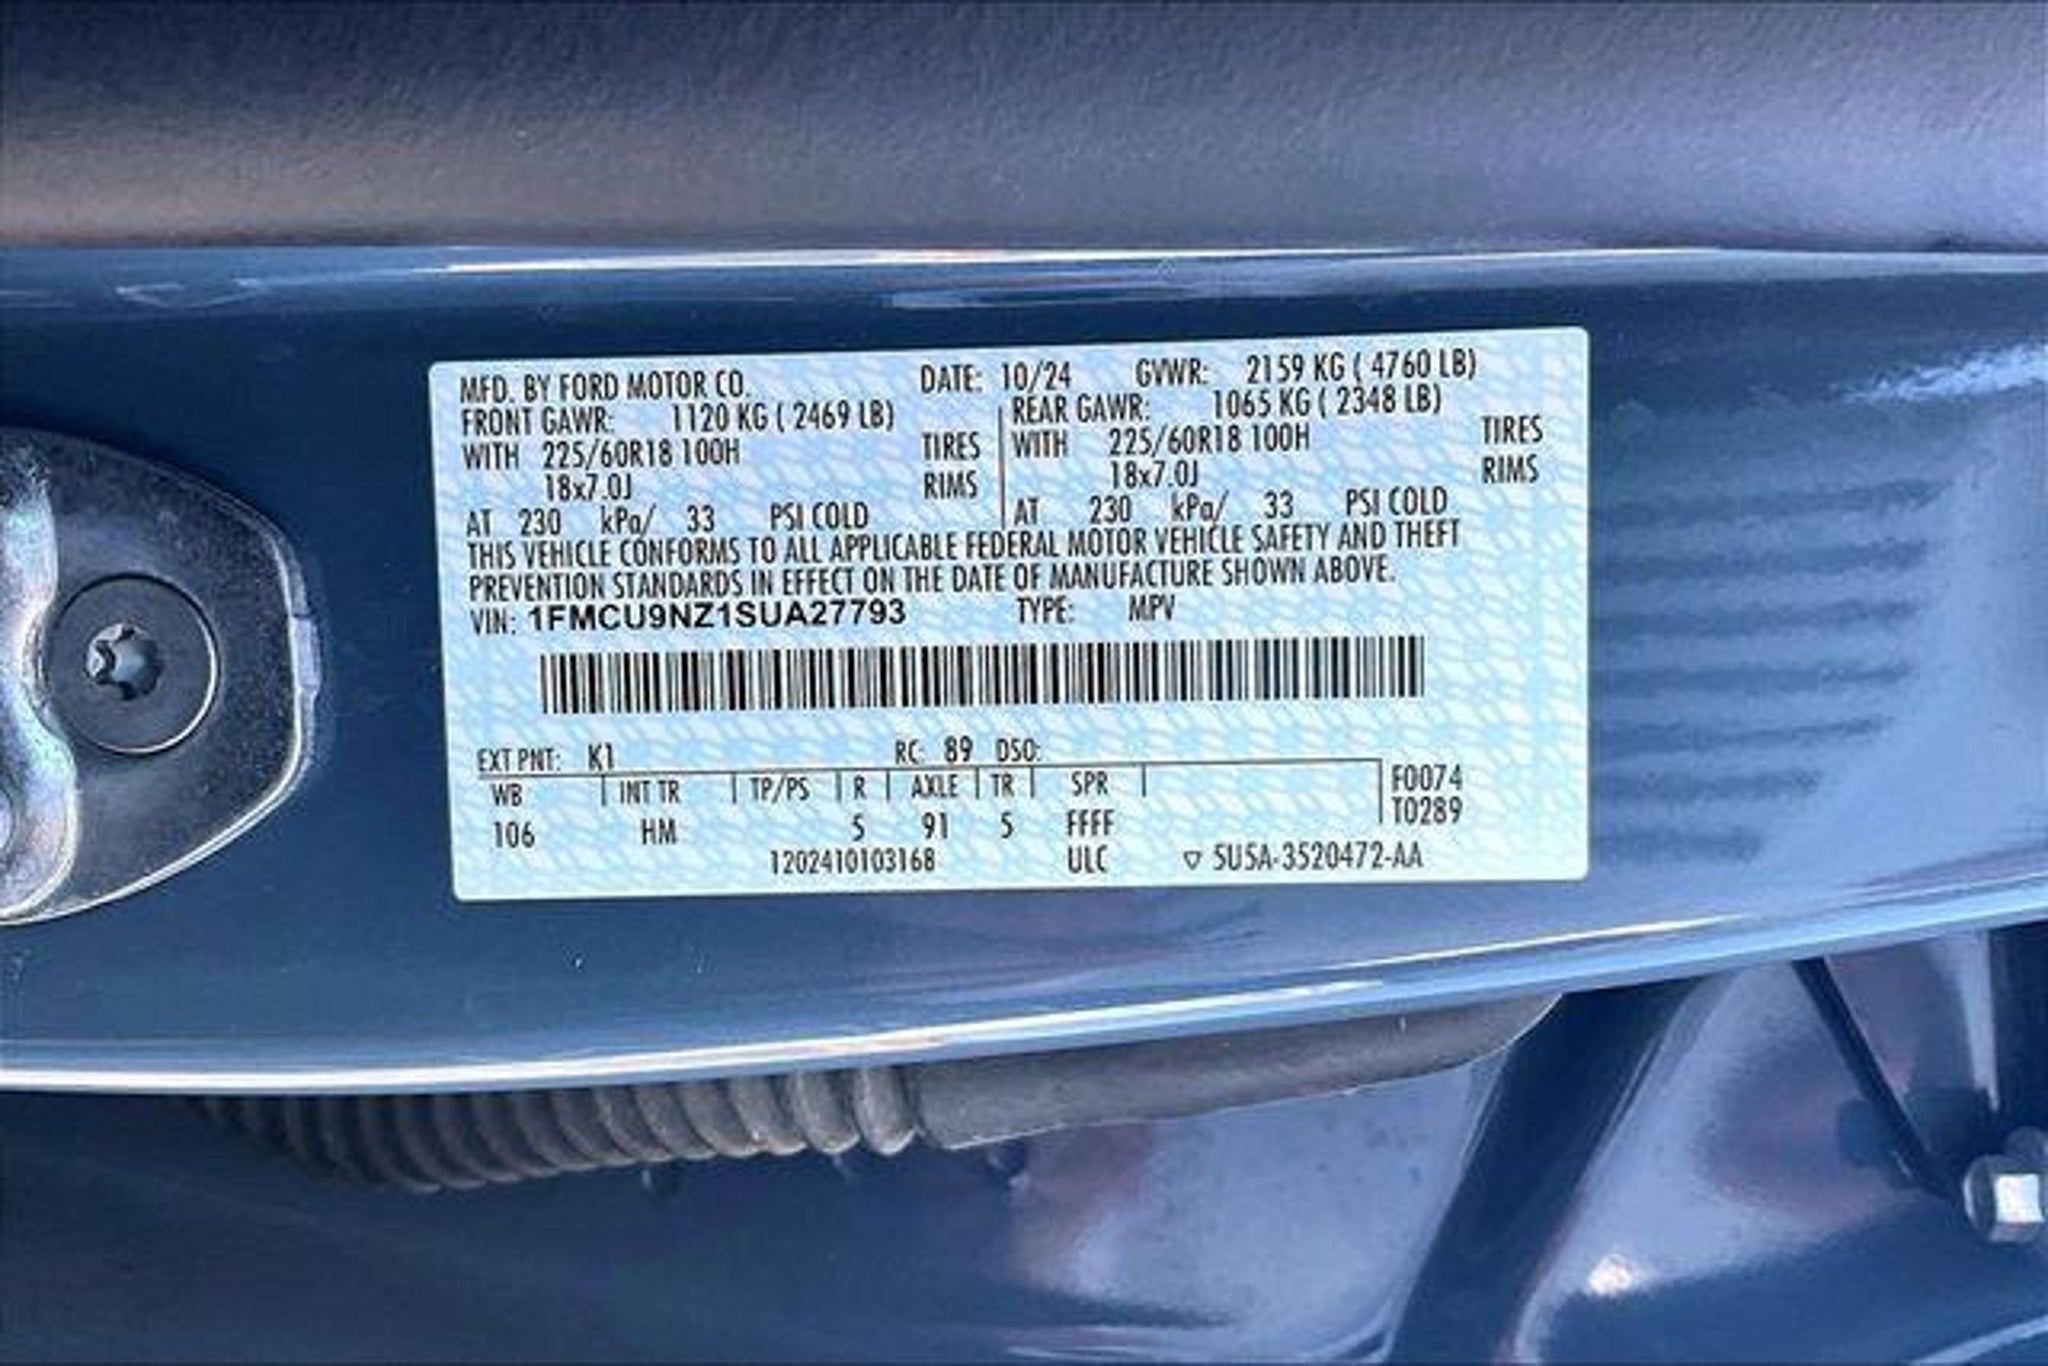 MFD. BY FORD MOTOR CO. DATE: 10/24 GVWR: 2159 KG ( 4760 LB)
FRONT GAWR: 1120 KG ( 2469 LB) REAR GAWR: 1065 KG ( 2348 LB)
WITH 225/60R18 100H TIRES WITH 225/60R18 100H TIRES
18x7.0J RIMS 18x7.0J RIMS
AT 230 kPa/ 33 PSI COLD AT 230 kPa/ 33 PSI COLD
THIS VEHICLE CONFORMS TO ALL APPLICABLE FEDERAL MOTOR VEHICLE SAFETY AND THEFT
PREVENTION STANDARDS IN EFFECT ON THE DATE OF MANUFACTURE SHOWN ABOVE.
VIN: 1FMCU9NZ1SUA27793 TYPE: MPV
EXT PNT: K1 RC: 89 DSO:
WB INT TR TP/PS R AXLE TR SPR F0074
106 HM 5 91 5 FFFF T0289
1202410103168 ULC ▽ 5U5A-3520472-AA